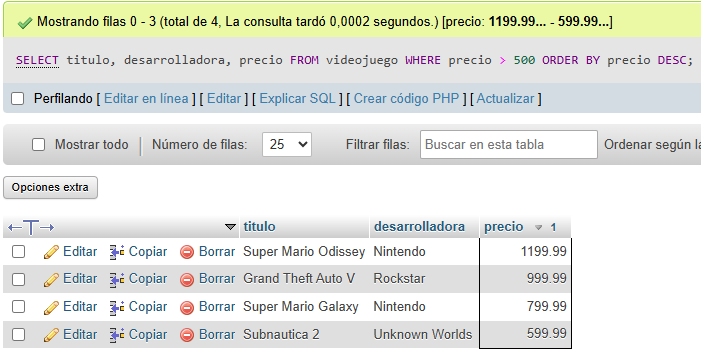 Mostrando filas 0 - 3 (total de 4, La consulta tardó 0,0002 segundos.) [precio: 1199.99... - 599.99...]
SELECT titulo, desarrolladora, precio FROM videojuego WHERE precio > 500 ORDER BY precio DESC;
Perfilando [ Editar en línea ] [ Editar ] [ Explicar SQL ] [ Crear código PHP ] [ Actualizar ]
Mostrar todo Número de filas: 25 Filtrar filas: Buscar en esta tabla Ordenar según la
Opciones extra
titulo desarrolladora precio 1
Editar Copiar Borrar Super Mario Odissey Nintendo 1199.99
Editar Copiar Borrar Grand Theft Auto V Rockstar 999.99
Editar Copiar Borrar Super Mario Galaxy Nintendo 799.99
Editar Copiar Borrar Subnautica 2 Unknown Worlds 599.99